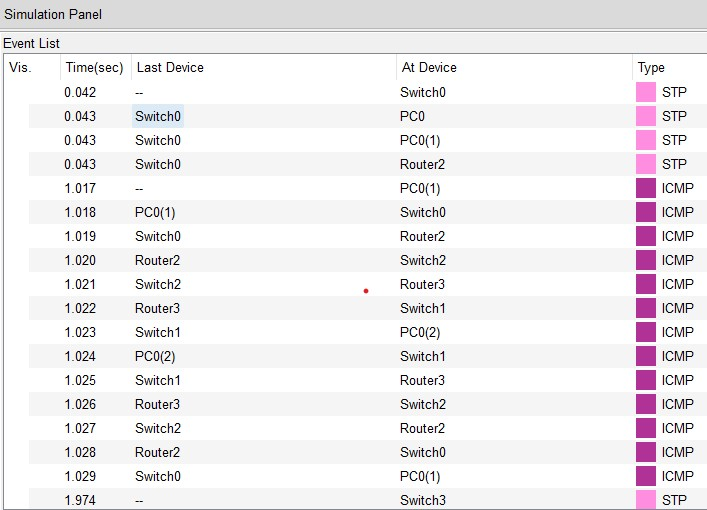 Simulation Panel
Event List
Vis. Time(sec) Last Device At Device Type
0.042 -- Switch0 STP
0.043 Switch0 PC0 STP
0.043 Switch0 PC0(1) STP
0.043 Switch0 Router2 STP
1.017 -- PC0(1) ICMP
1.018 PC0(1) Switch0 ICMP
1.019 Switch0 Router2 ICMP
1.020 Router2 Switch2 ICMP
1.021 Switch2 Router3 ICMP
1.022 Router3 Switch1 ICMP
1.023 Switch1 PC0(2) ICMP
1.024 PC0(2) Switch1 ICMP
1.025 Switch1 Router3 ICMP
1.026 Router3 Switch2 ICMP
1.027 Switch2 Router2 ICMP
1.028 Router2 Switch0 ICMP
1.029 Switch0 PC0(1) ICMP
1.974 -- Switch3 STP